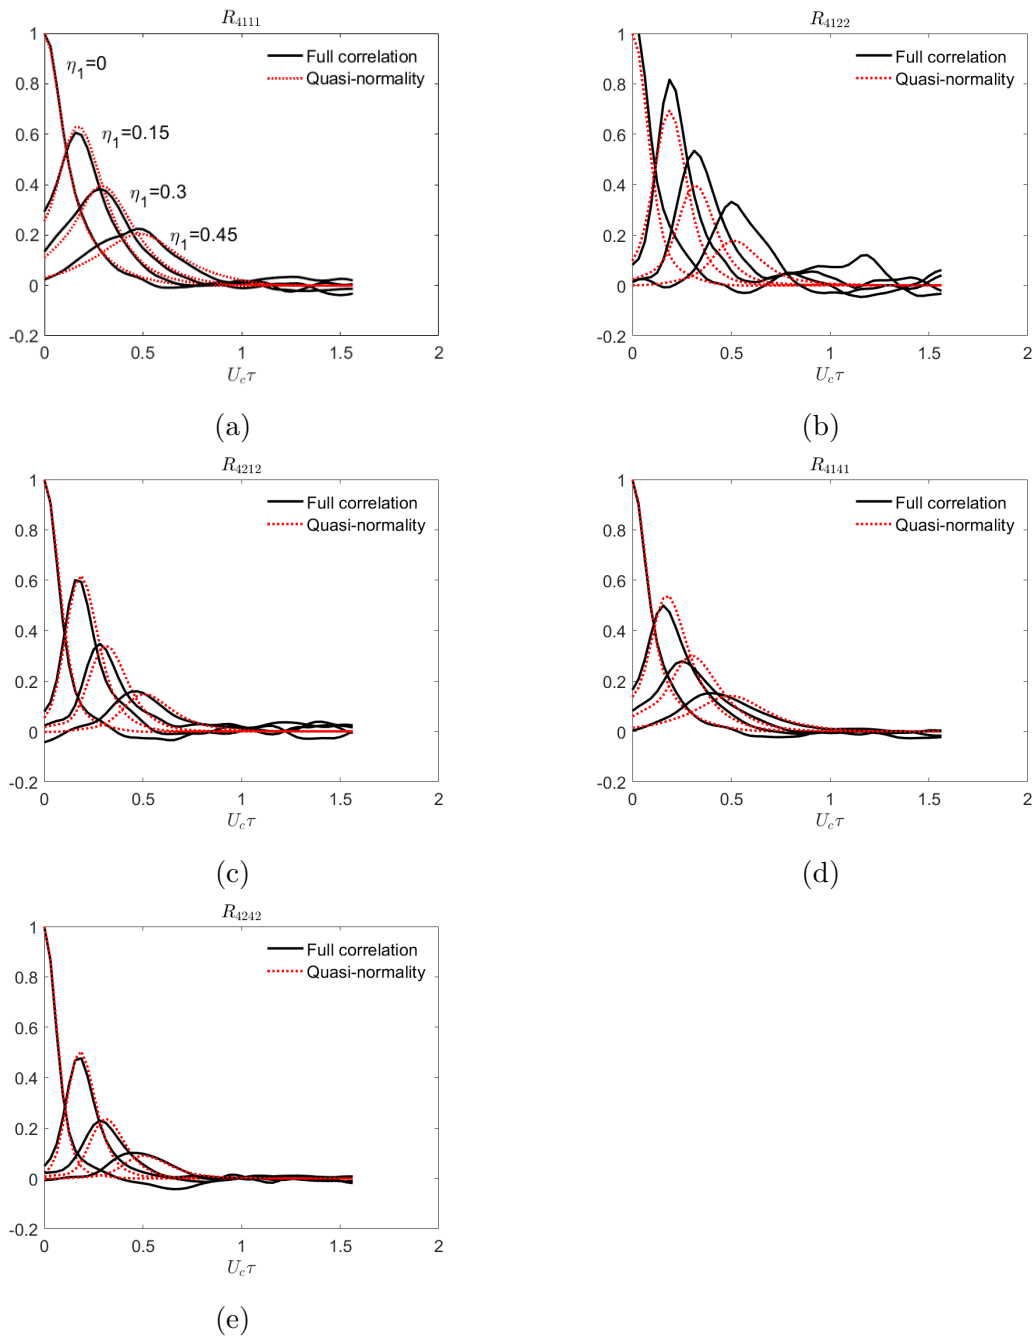 R4111
Full correlation
Quasi-normality
η1=0
η1=0.15
η1=0.3
η1=0.45
1
0.8
0.6
0.4
0.2
0
-0.2
0 0.5 1 1.5 2
Ucτ
(a)
R4122
Full correlation
Quasi-normality
1
0.8
0.6
0.4
0.2
0
-0.2
0 0.5 1 1.5 2
Ucτ
(b)
R4212
Full correlation
Quasi-normality
1
0.8
0.6
0.4
0.2
0
-0.2
0 0.5 1 1.5 2
Ucτ
(c)
R4141
Full correlation
Quasi-normality
1
0.8
0.6
0.4
0.2
0
-0.2
0 0.5 1 1.5 2
Ucτ
(d)
R4242
Full correlation
Quasi-normality
1
0.8
0.6
0.4
0.2
0
-0.2
0 0.5 1 1.5 2
Ucτ
(e)